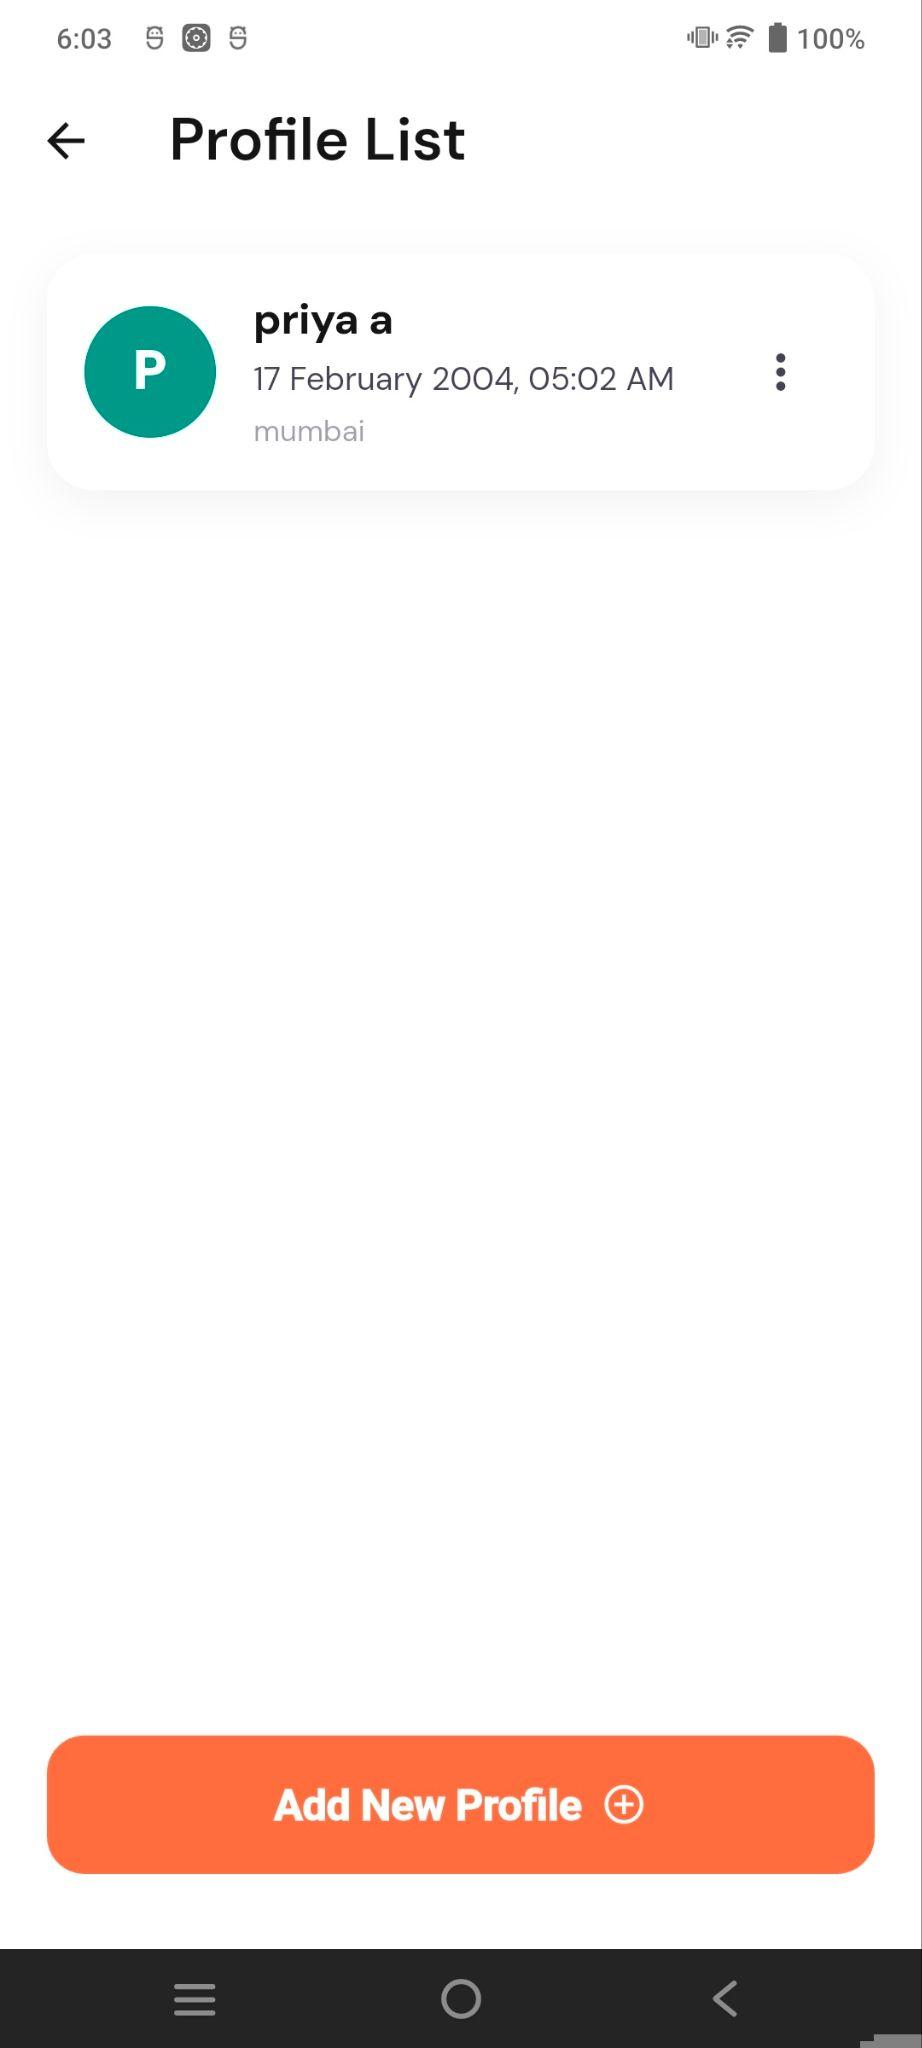 6:03
100%
Profile List
P
priya a
17 February 2004, 05:02 AM
mumbai
Add New Profile